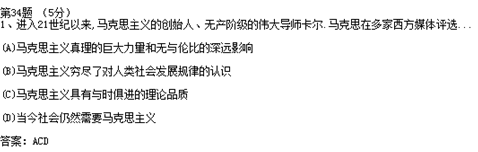 第34题 （5分）
1、进入21世纪以来,马克思主义的创始人、无产阶级的伟大导师卡尔.马克思在多家西方媒体评选...
(A)马克思主义真理的巨大力量和无与伦比的深远影响
(B)马克思主义穷尽了对人类社会发展规律的认识
(C)马克思主义具有与时俱进的理论品质
(D)当今社会仍然需要马克思主义
答案: ACD